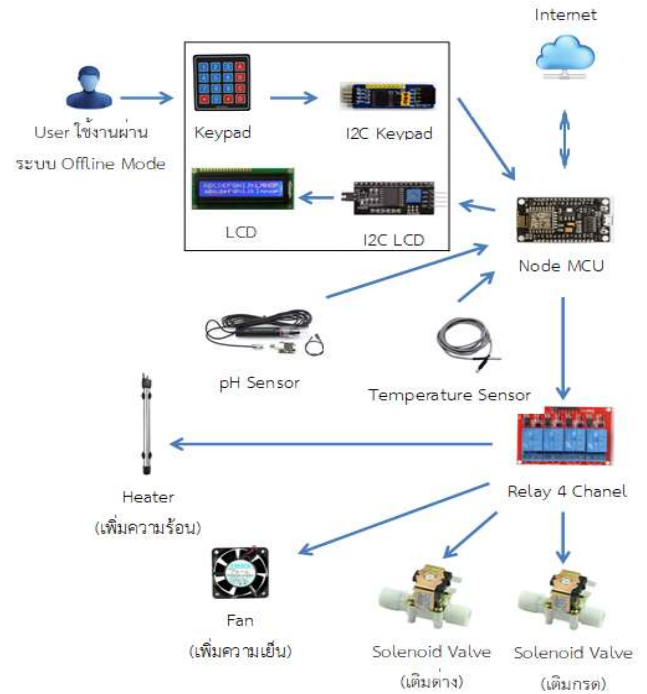 Internet
User ใช้งานผ่าน
ระบบ Offline Mode
Keypad
I2C Keypad
LCD
I2C LCD
Node MCU
pH Sensor
Temperature Sensor
Heater
(เพิ่มความร้อน)
Relay 4 Chanel
Fan
(เพิ่มความเย็น)
Solenoid Valve
(เติมด่าง)
Solenoid Valve
(เติมกรด)